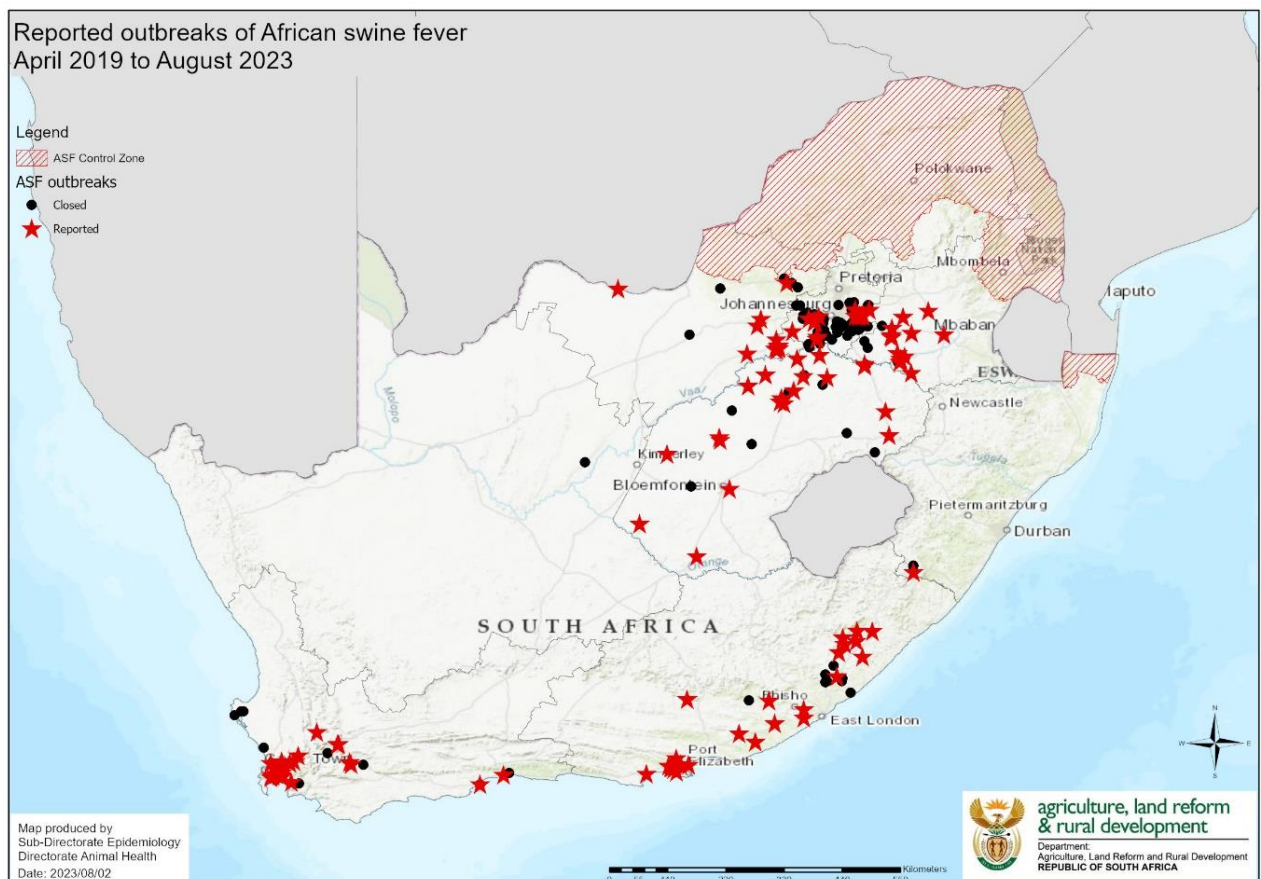 Reported outbreaks of African swine fever
April 2019 to August 2023
Legend
ASF Control Zone
ASF outbreaks
Closed
Reported
Polokwane
Mbombela
Pretoria
Johannesburg
Maputo
Mbaban
ESW
Molopo
Vaal
Newcastle
Kimberley
Tugela
Bloemfontein
Pietermaritzburg
Durban
Orange
SOUTH AFRICA
Bhisho
East London
Port
Elizabeth
Town
N
W
E
S
Map produced by
Sub-Directorate Epidemiology
Directorate Animal Health
Date: 2023/08/02
Kilometers
agriculture, land reform
& rural development
Department:
Agriculture, Land Reform and Rural Development
REPUBLIC OF SOUTH AFRICA